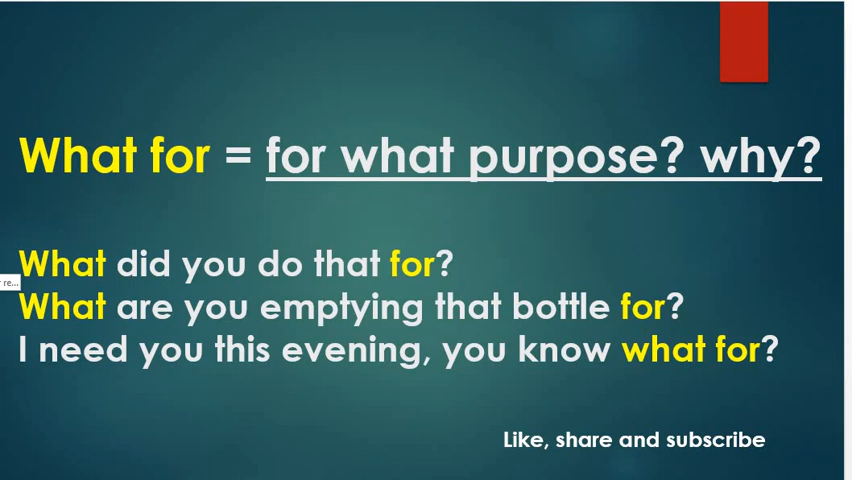 What for = for what purpose? why?
What did you do that for?
re...
What are you emptying that bottle for?
I need you this evening, you know what for?
Like, share and subscribe